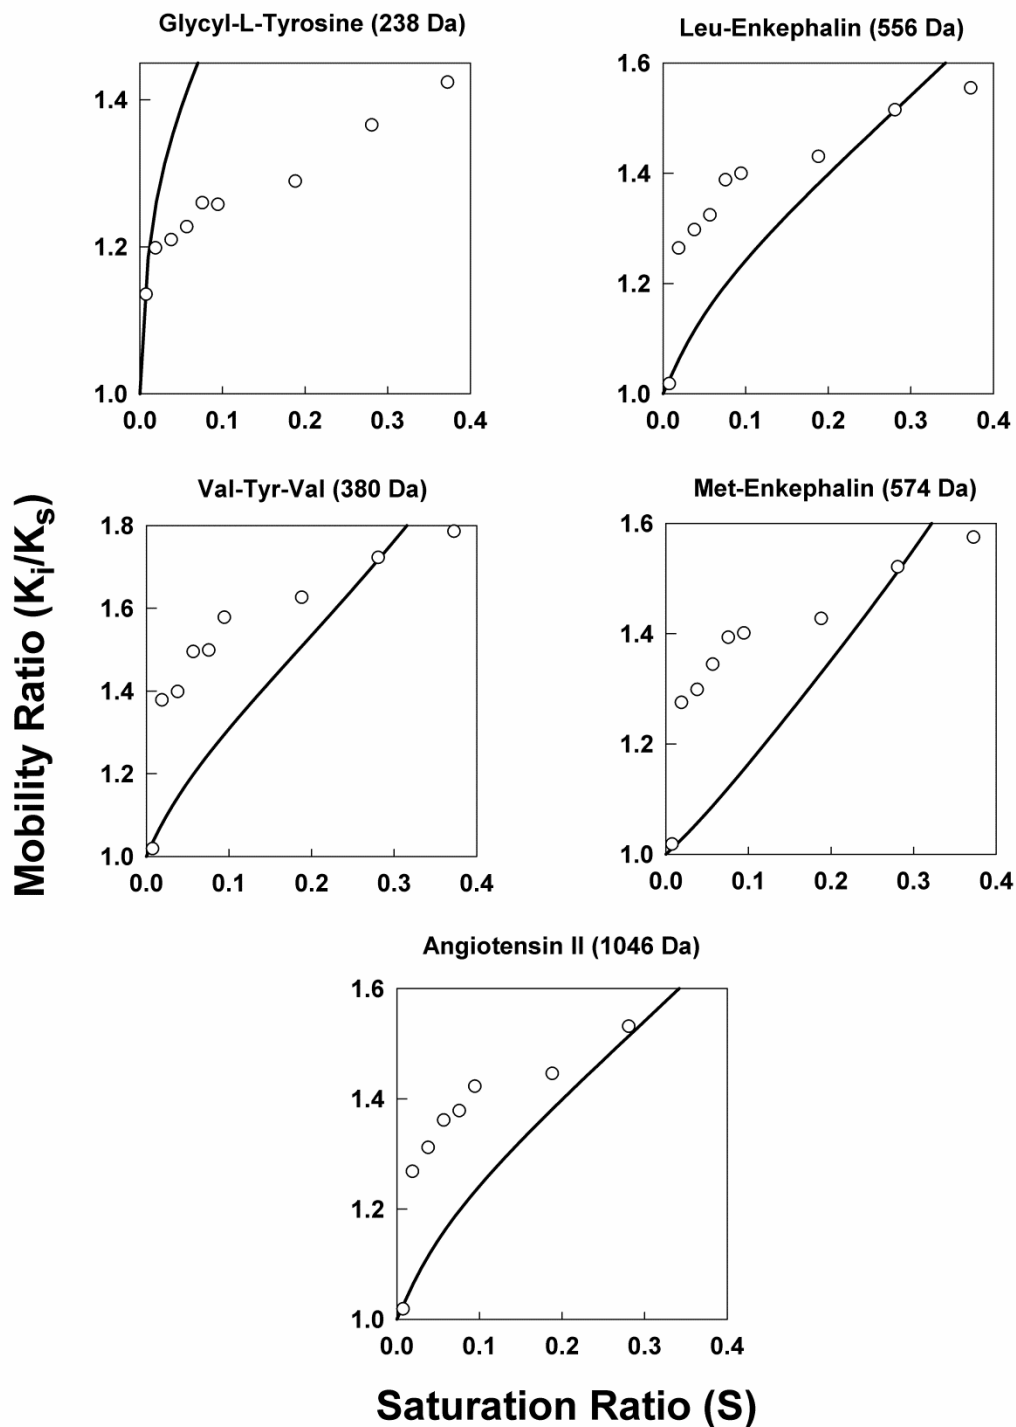 Glycyl-L-Tyrosine (238 Da)
1.4
1.2
1.0
0.0 0.1 0.2 0.3 0.4
Leu-Enkephalin (556 Da)
1.6
1.4
1.2
1.0
0.0 0.1 0.2 0.3 0.4
Mobility Ratio (Ki/Ks)
Val-Tyr-Val (380 Da)
1.8
1.6
1.4
1.2
1.0
0.0 0.1 0.2 0.3 0.4
Met-Enkephalin (574 Da)
1.6
1.4
1.2
1.0
0.0 0.1 0.2 0.3 0.4
Angiotensin II (1046 Da)
1.6
1.4
1.2
1.0
0.0 0.1 0.2 0.3 0.4
Saturation Ratio (S)